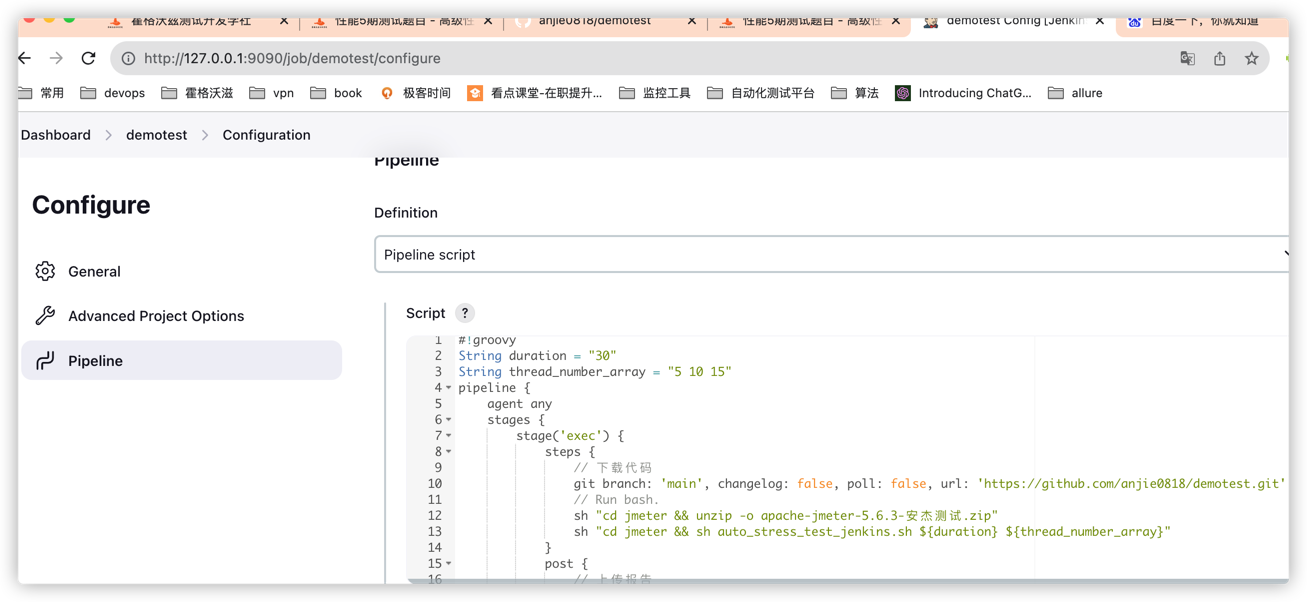 霍格沃兹测试开发学社 性能5期测试题目 - 高级性 anjie0818/demotest 性能5期测试题目 - 高级性 demotest Config [Jenkin 百度一下，你就知道
http://127.0.0.1:9090/job/demotest/configure
常用 devops 霍格沃滋 vpn book 极客时间 看点课堂-在职提升... 监控工具 自动化测试平台 算法 Introducing ChatG... allure
Dashboard > demotest > Configuration
Pipeline
Configure
Definition
Pipeline script
General
Advanced Project Options
Pipeline
Script ?
1 #!groovy
2 String duration = "30"
3 String thread_number_array = "5 10 15"
4 pipeline {
5 agent any
6 stages {
7 stage('exec') {
8 steps {
9 // 下载代码
10 git branch: 'main', changelog: false, poll: false, url: 'https://github.com/anjie0818/demotest.git'
11 // Run bash.
12 sh "cd jmeter && unzip -o apache-jmeter-5.6.3-安杰测试.zip"
13 sh "cd jmeter && sh auto_stress_test_jenkins.sh ${duration} ${thread_number_array}"
14 }
15 post {
16 // 上传报告